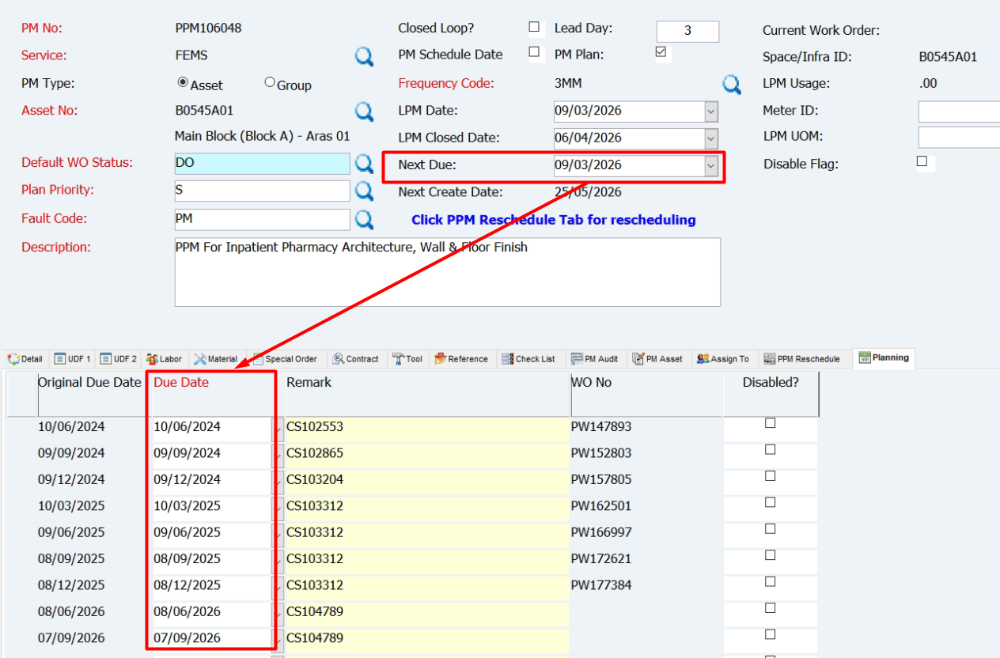 PM No: PPM106048 Closed Loop? Lead Day: 3 Current Work Order:
Service: FEMS PM Schedule Date PM Plan: Space/Infra ID: B0545A01
PM Type: Asset Group Frequency Code: 3MM LPM Usage: .00
Asset No: B0545A01 LPM Date: 09/03/2026 Meter ID:
Main Block (Block A) - Aras 01 LPM Closed Date: 06/04/2026 LPM UOM:
Default WO Status: DO Next Due: 09/03/2026 Disable Flag:
Plan Priority: S Next Create Date: 25/05/2026
Fault Code: PM Click PPM Reschedule Tab for rescheduling
Description: PPM For Inpatient Pharmacy Architecture, Wall & Floor Finish
Detail UDF 1 UDF 2 Labor Material Special Order Contract Tool Reference Check List PM Audit PM Asset Assign To PPM Reschedule Planning
Original Due Date Due Date Remark WO No Disabled?
10/06/2024 10/06/2024 CS102553 PW147893
09/09/2024 09/09/2024 CS102865 PW152803
09/12/2024 09/12/2024 CS103204 PW157805
10/03/2025 10/03/2025 CS103312 PW162501
09/06/2025 09/06/2025 CS103312 PW166997
08/09/2025 08/09/2025 CS103312 PW172621
08/12/2025 08/12/2025 CS103312 PW177384
08/06/2026 08/06/2026 CS104789
07/09/2026 07/09/2026 CS104789